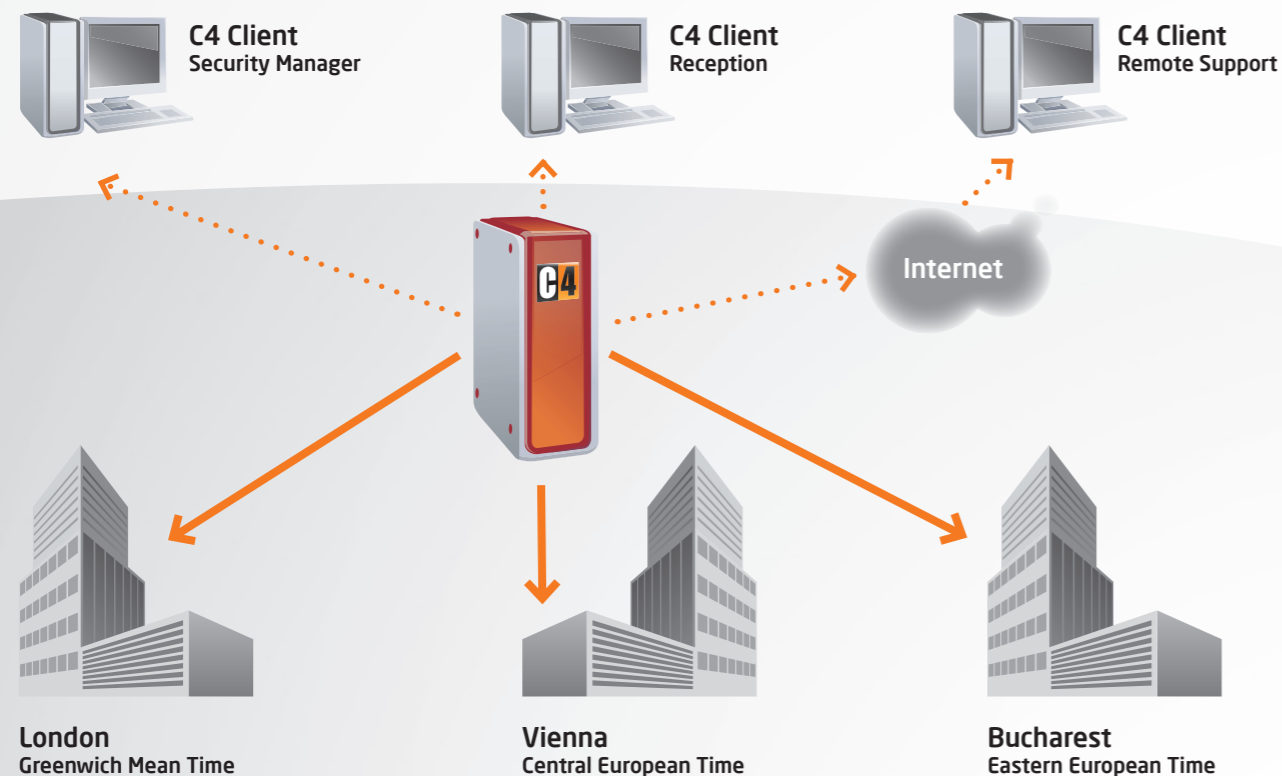 C4 Client
Security Manager
C4 Client
Reception
C4 Client
Remote Support
C4
Internet
London
Greenwich Mean Time
Vienna
Central European Time
Bucharest
Eastern European Time